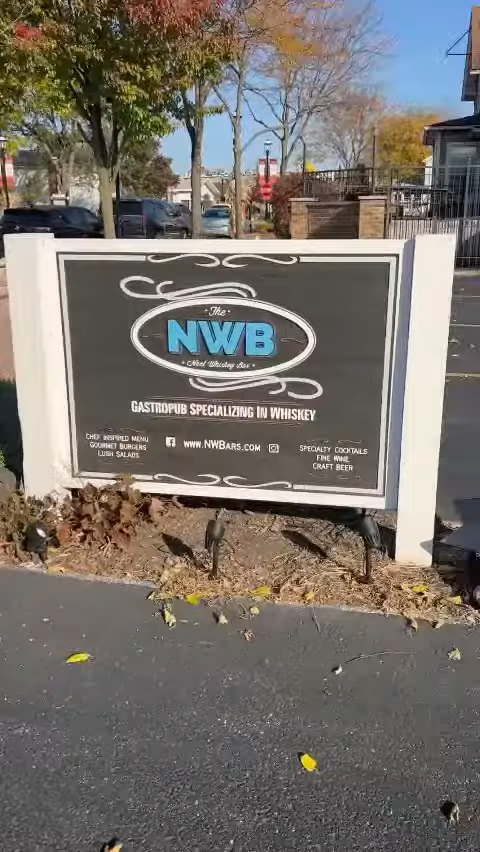 The
NWB
• Neat Whiskey Bar •
GASTROPUB SPECIALIZING IN WHISKEY
CHEF INSPIRED MENU
GOURMET BURGERS
LUSH SALADS
www.NWBars.com
SPECIALTY COCKTAILS
FINE WINE
CRAFT BEER